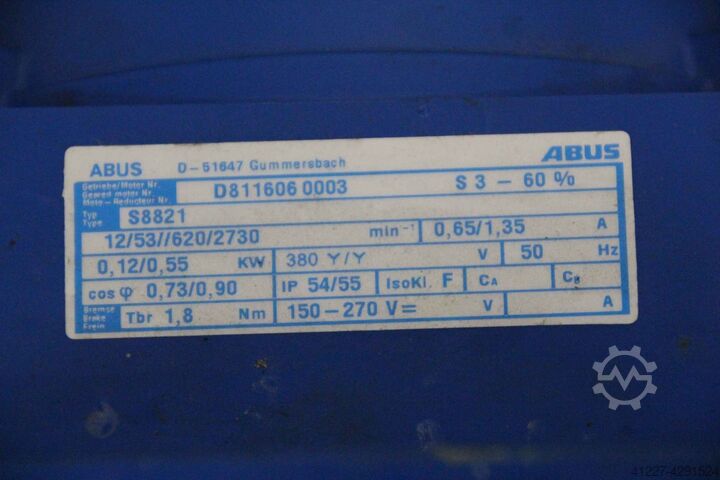 ABUS D-51647 Gummersbach ABUS
Getriebe/Motor Nr.
Geared motor Nr.
Moto-Reducteur Nr.
D811606 0003 S 3 - 60 %
Typ
Type
S8821
12/53//620/2730 min⁻¹ 0,65/1,35 A
0,12/0,55 KW 380 Y/Y V 50 Hz
cos φ 0,73/0,90 IP 54/55 IsoKl. F CA CB
Bremse
Brake
Frein
Tbr 1,8 Nm 150-270 V= V A
41227-4291524